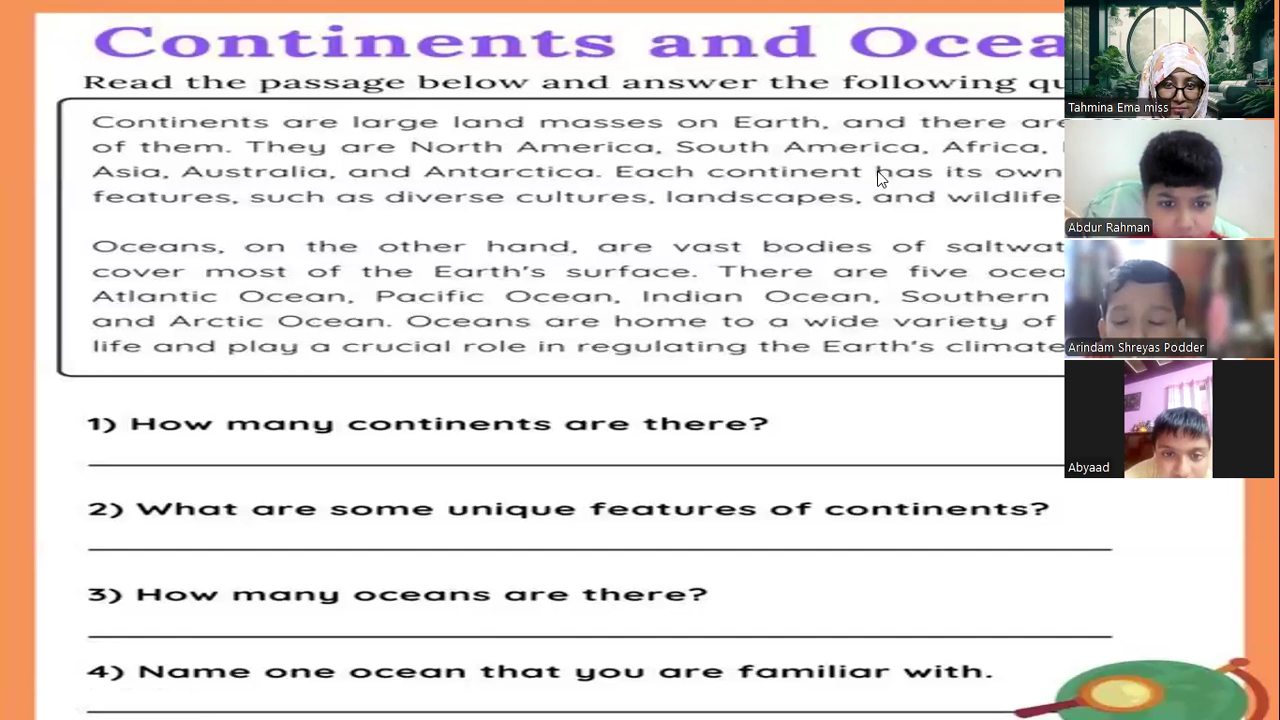 Continents and Ocea
Read the passage below and answer the following qu
Continents are large land masses on Earth, and there are
of them. They are North America, South America, Africa,
Asia, Australia, and Antarctica. Each continent has its own
features, such as diverse cultures, landscapes, and wildlife.
Oceans, on the other hand, are vast bodies of saltwat
cover most of the Earth's surface. There are five ocea
Atlantic Ocean, Pacific Ocean, Indian Ocean, Southern
and Arctic Ocean. Oceans are home to a wide variety of
life and play a crucial role in regulating the Earth's climate
1) How many continents are there?
2) What are some unique features of continents?
3) How many oceans are there?
4) Name one ocean that you are familiar with.
Tahmina Ema miss
Abdur Rahman
Arindam Shreyas Podder
Abyaad